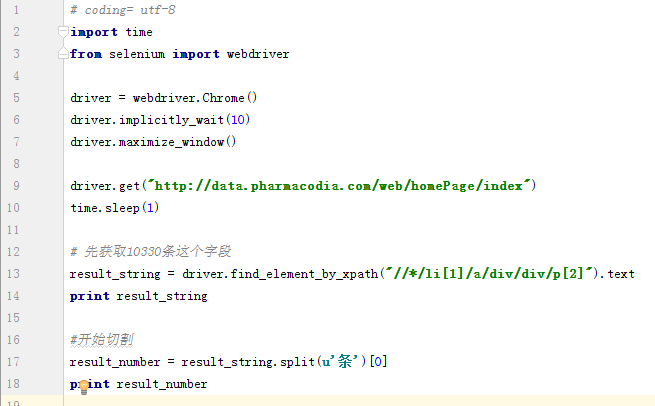 1 # coding= utf-8
2 import time
3 from selenium import webdriver
4
5 driver = webdriver.Chrome()
6 driver.implicitly_wait(10)
7 driver.maximize_window()
8
9 driver.get("http://data.pharmacodia.com/web/homePage/index")
10 time.sleep(1)
11
12 # 先获取10330条这个字段
13 result_string = driver.find_element_by_xpath("//*/li[1]/a/div/div/p[2]").text
14 print result_string
15
16 #开始切割
17 result_number = result_string.split(u'条')[0]
18 print result_number
19